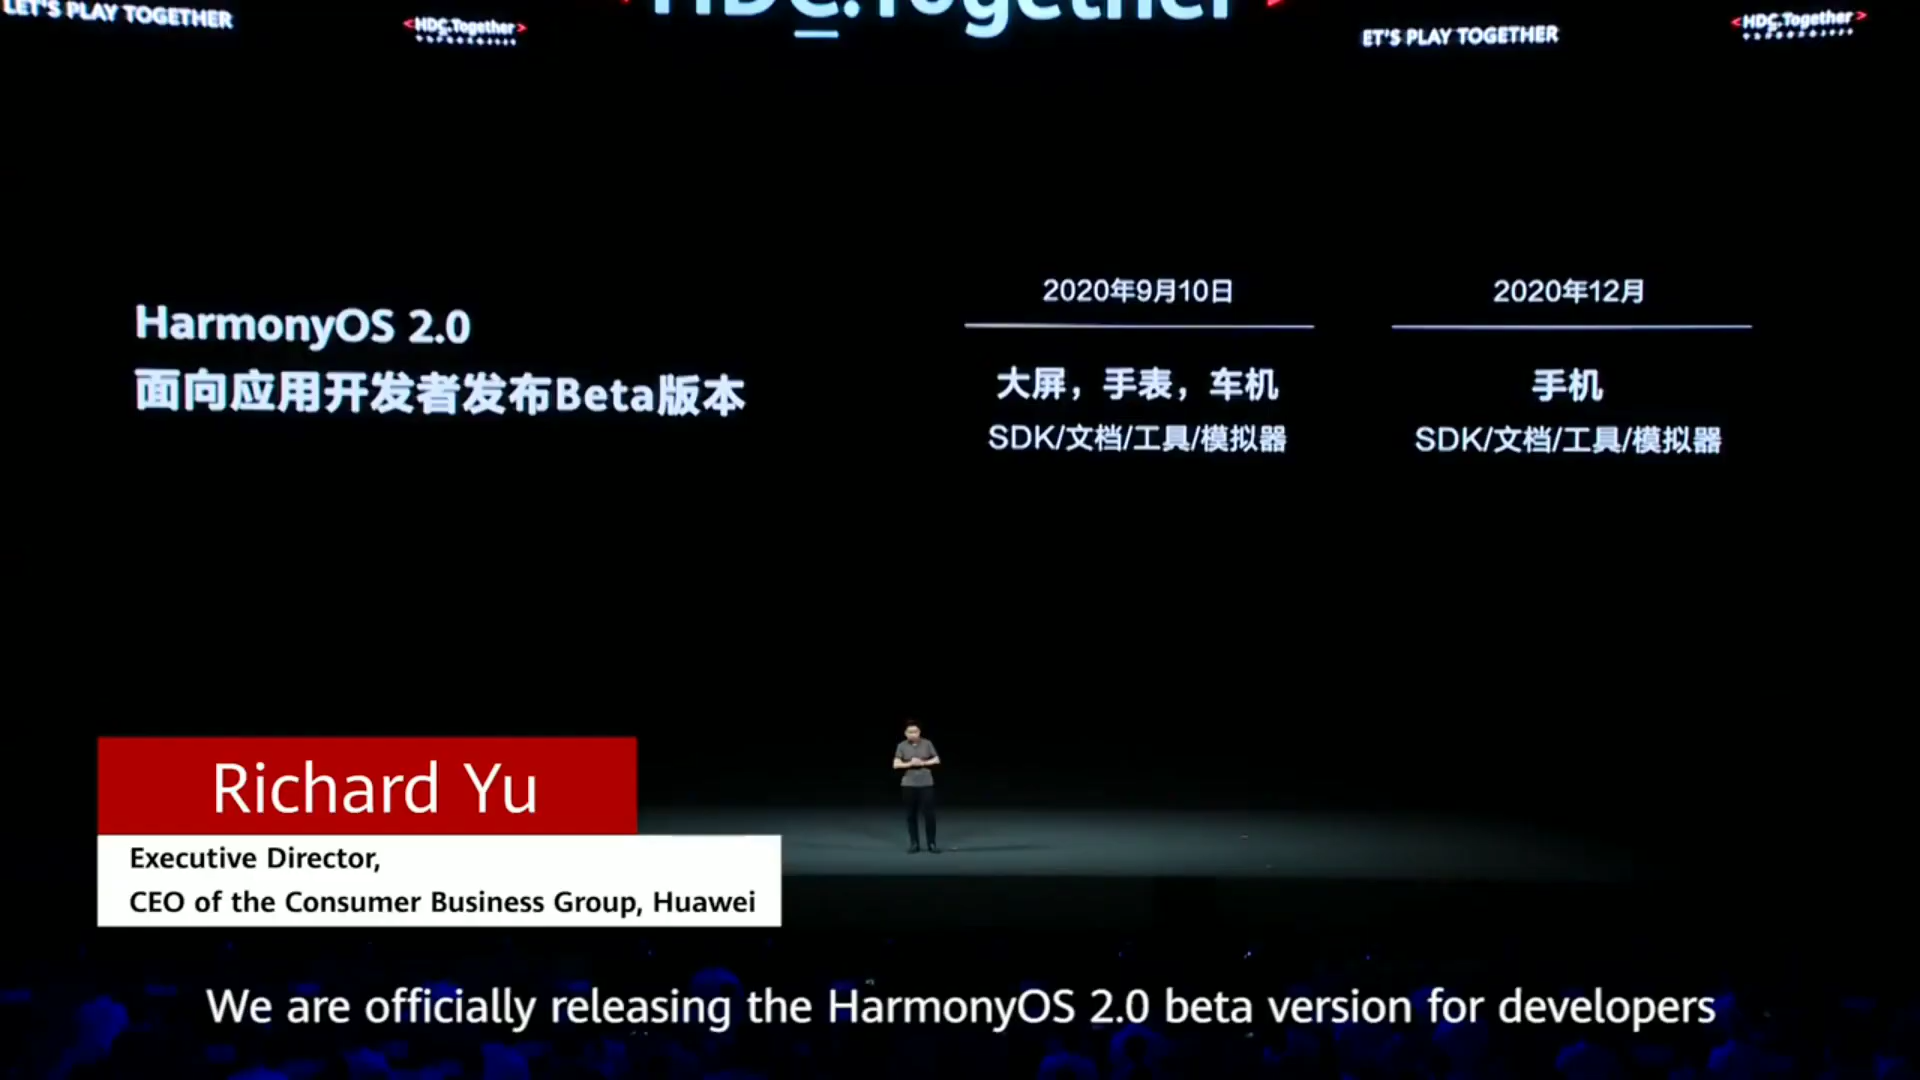 LET'S PLAY TOGETHER
<HDC.Together>
HDC.Together
ET'S PLAY TOGETHER
<HDC.Together>
HarmonyOS 2.0
面向应用开发者发布Beta版本
2020年9月10日
大屏，手表，车机
SDK/文档/工具/模拟器
2020年12月
手机
SDK/文档/工具/模拟器
Richard Yu
Executive Director,
CEO of the Consumer Business Group, Huawei
We are officially releasing the HarmonyOS 2.0 beta version for developers